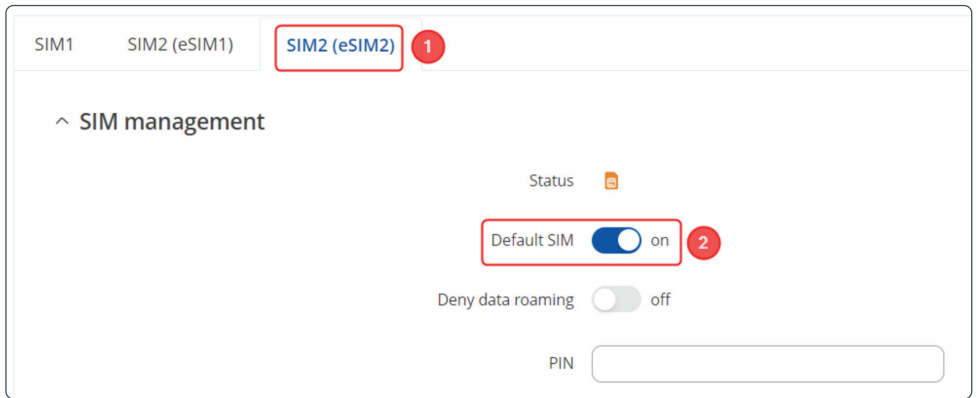 SIM1 SIM2 (eSIM1) SIM2 (eSIM2) 1
SIM management
Status
Default SIM on 2
Deny data roaming off
PIN